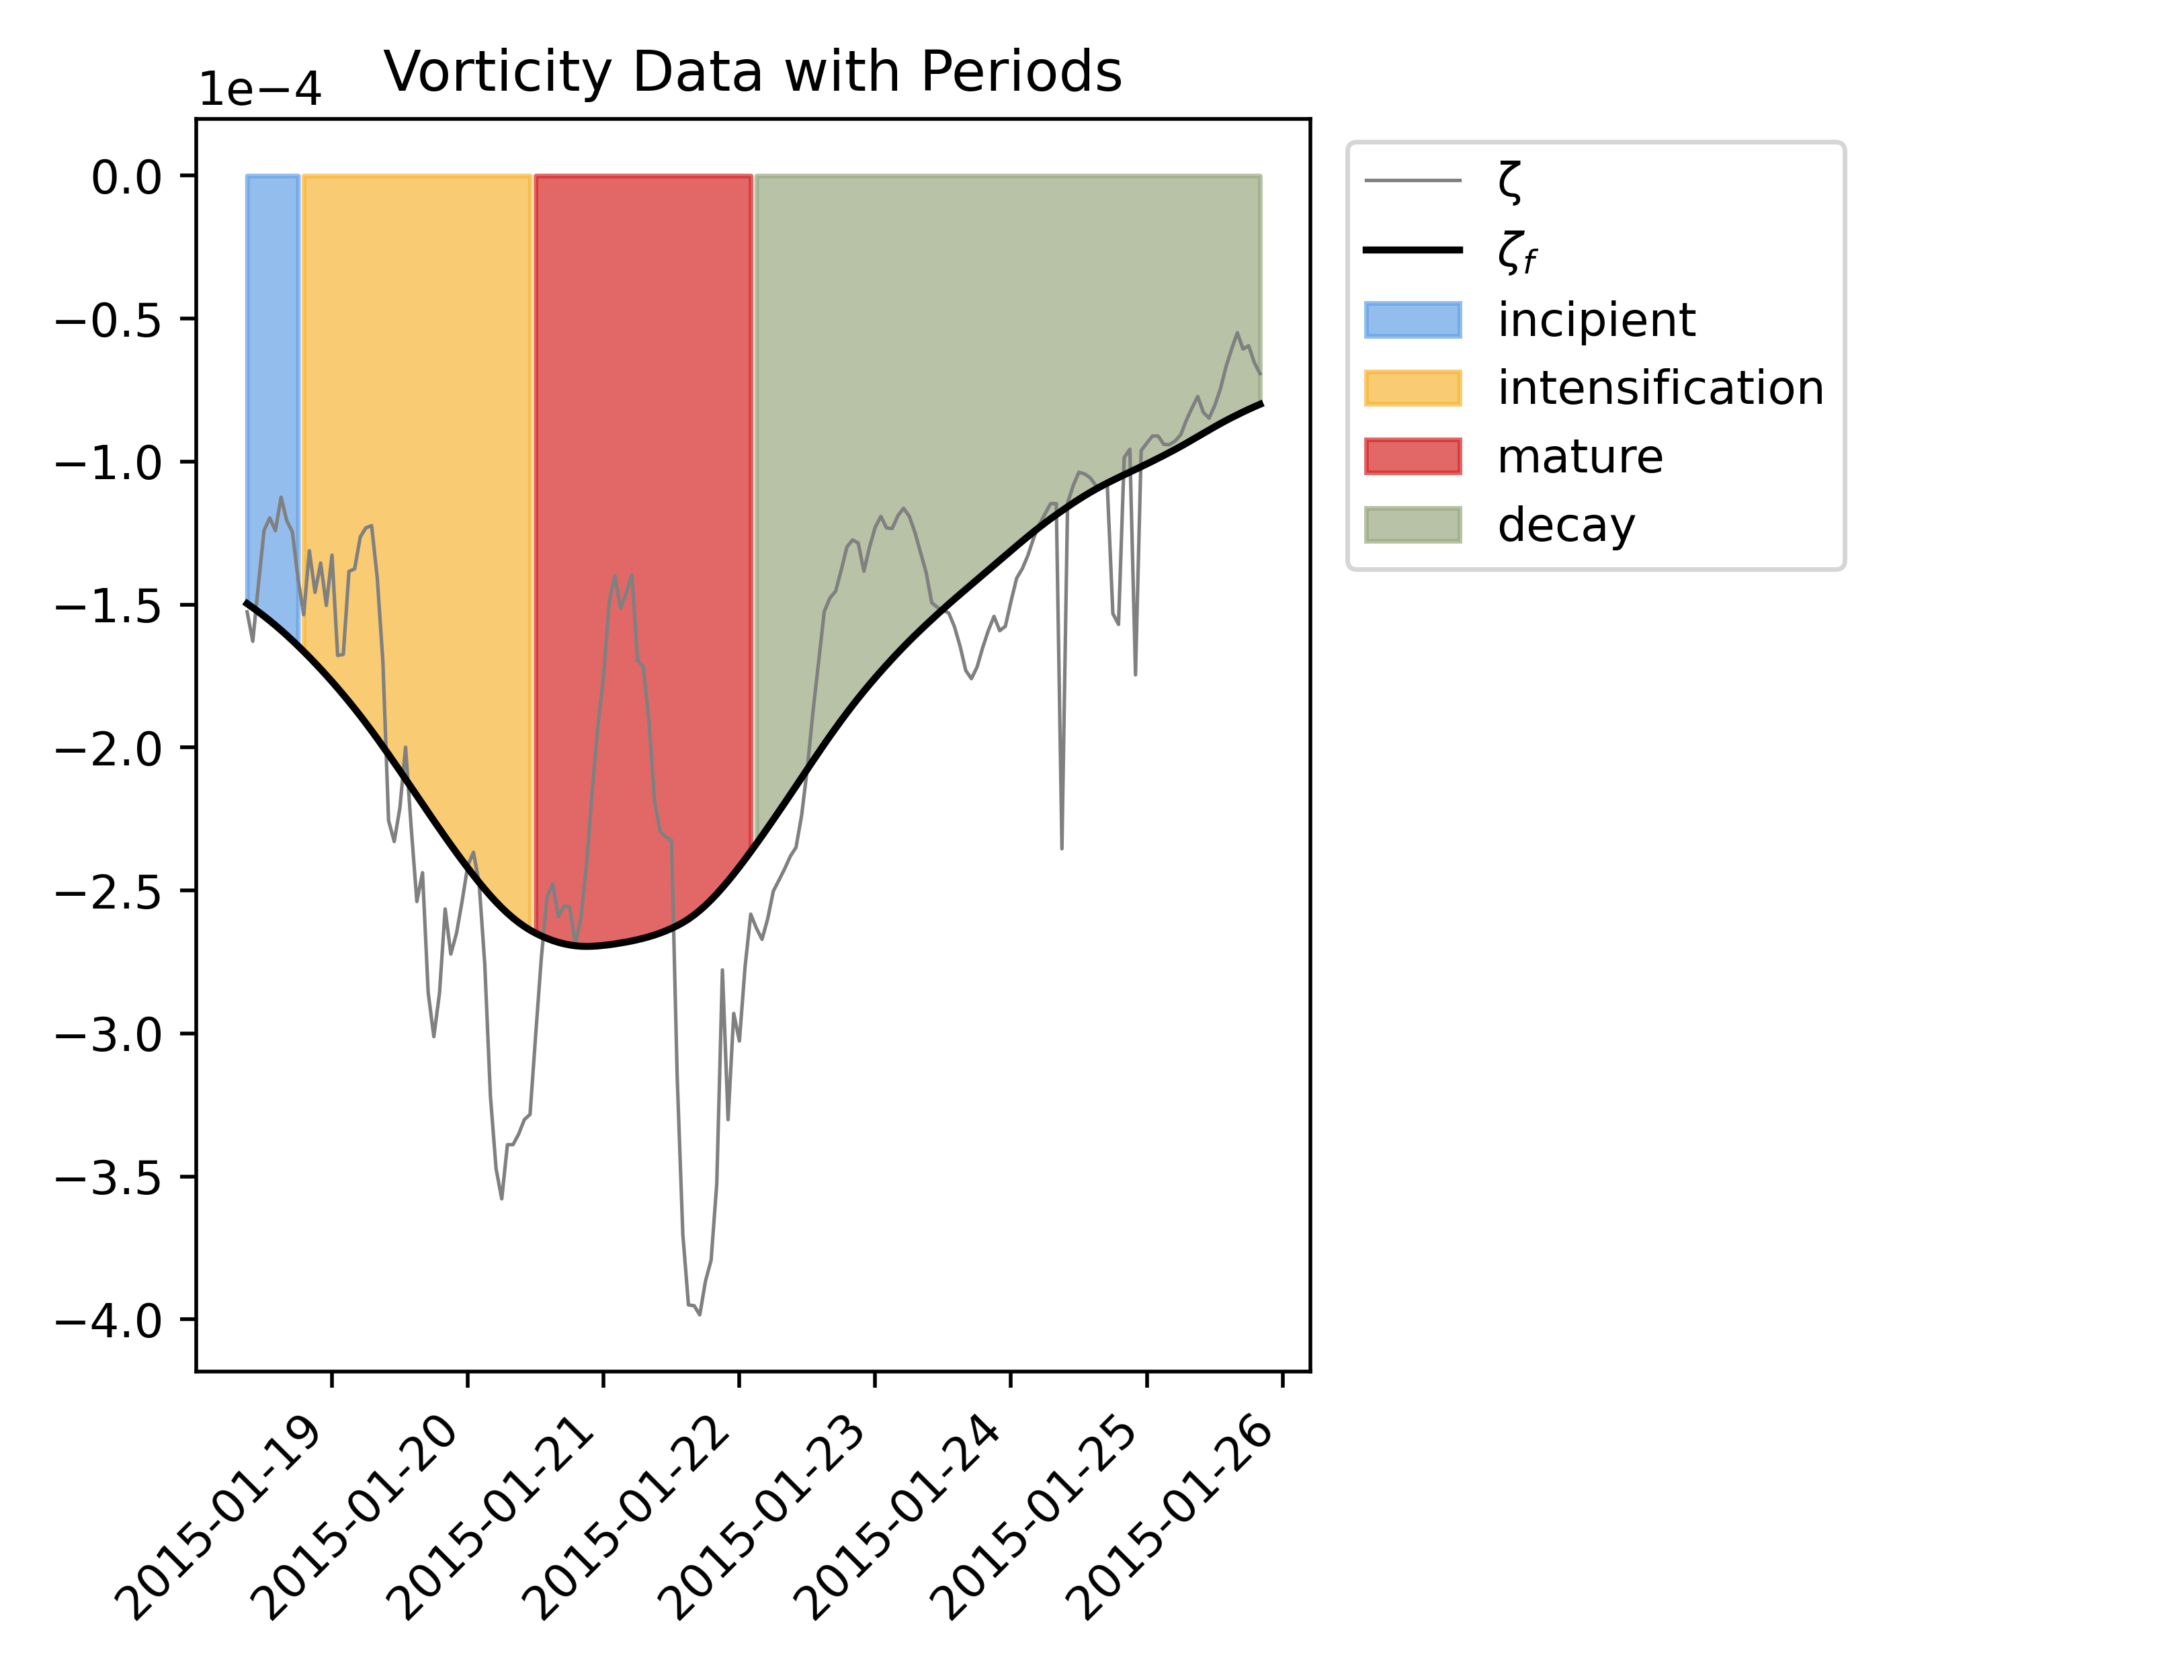 Vorticity Data with Periods
1e−4
0.0
−0.5
−1.0
−1.5
−2.0
−2.5
−3.0
−3.5
−4.0
2015-01-19
2015-01-20
2015-01-21
2015-01-22
2015-01-23
2015-01-24
2015-01-25
2015-01-26
ζ
ζf
incipient
intensification
mature
decay